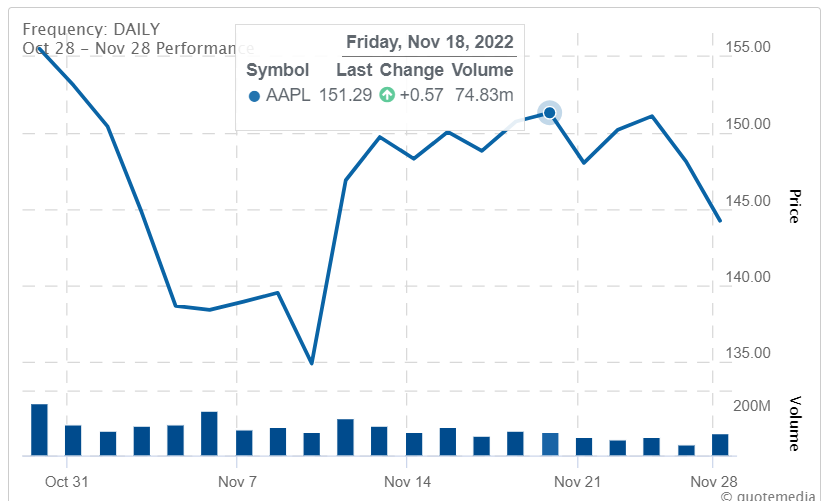 Frequency: DAILY
Oct 28 - Nov 28 Performance
Friday, Nov 18, 2022
Symbol Last Change Volume
AAPL 151.29 +0.57 74.83m
155.00
150.00
145.00
140.00
135.00
Price
200M
Volume
Oct 31 Nov 7 Nov 14 Nov 21 Nov 28
© quotemedia